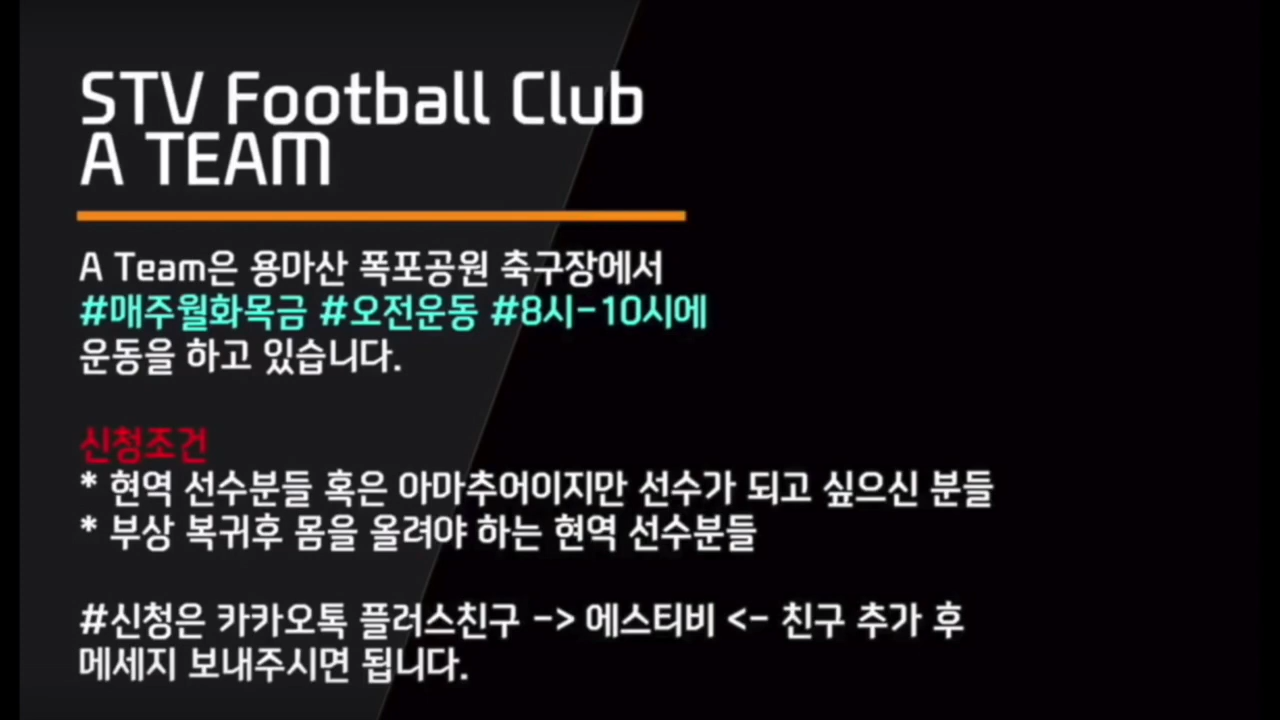 STV Football Club
A TEAM
A Team은 용마산 폭포공원 축구장에서
#매주월화목금 #오전운동 #8시-10시에
운동을 하고 있습니다.
신청조건
* 현역 선수분들 혹은 아마추어이지만 선수가 되고 싶으신 분들
* 부상 복귀후 몸을 올려야 하는 현역 선수분들
#신청은 카카오톡 플러스친구 -> 에스티비 <- 친구 추가 후
메세지 보내주시면 됩니다.